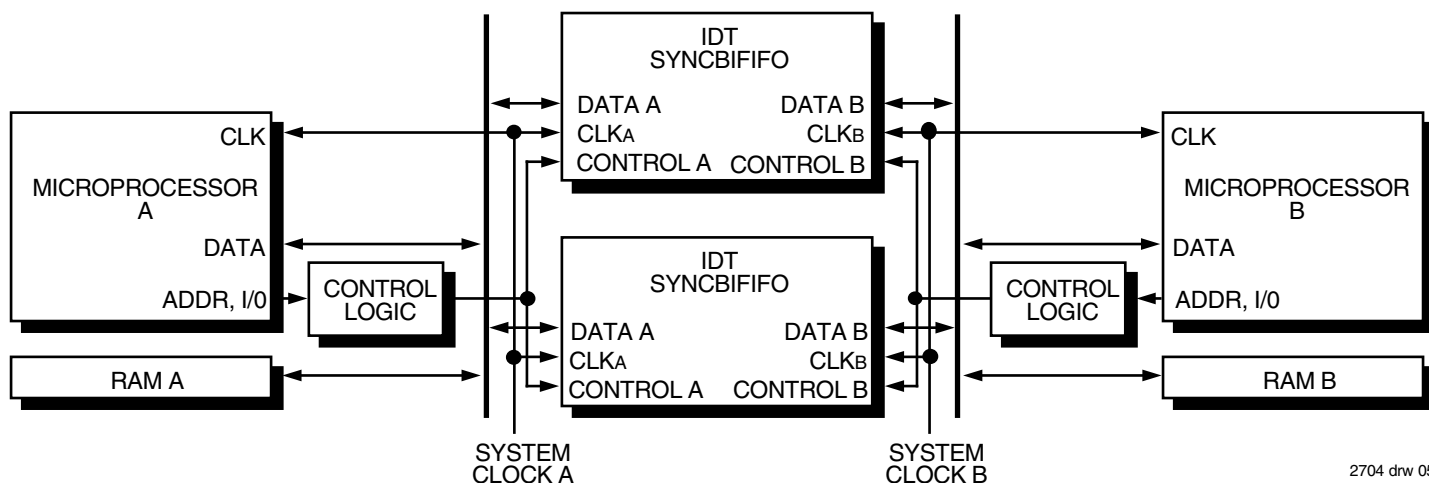 IDT
SYNCBIFIFO
DATA A
DATA B
CLKA
CLKB
CONTROL A
CONTROL B
CLK
MICROPROCESSOR
A
DATA
ADDR, I/0
CONTROL
LOGIC
RAM A
IDT
SYNCBIFIFO
DATA A
DATA B
CLKA
CLKB
CONTROL A
CONTROL B
CLK
MICROPROCESSOR
B
DATA
ADDR, I/0
CONTROL
LOGIC
RAM B
SYSTEM
CLOCK A
SYSTEM
CLOCK B
2704 drw 05